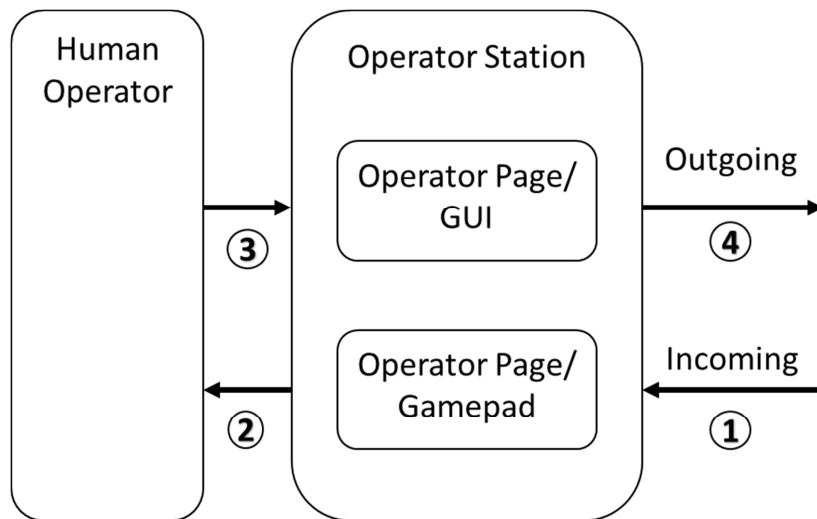 Human
Operator
Operator Station
Operator Page/
GUI
Outgoing
③
④
Operator Page/
Gamepad
Incoming
②
①